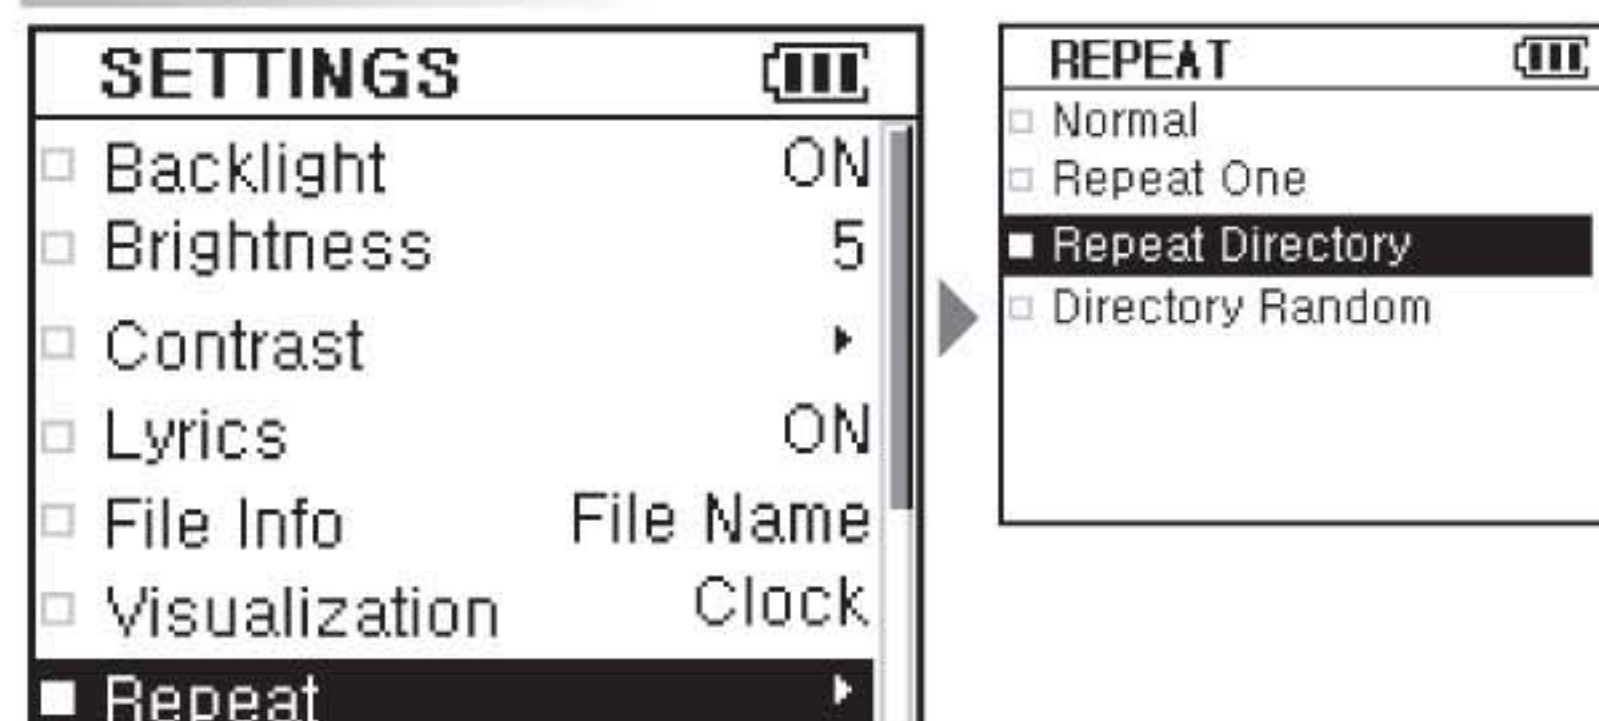 SETTINGS
Backlight ON
Brightness 5
Contrast
Lyrics ON
File Info File Name
Visualization Clock
Repeat
REPEAT
Normal
Repeat One
Repeat Directory
Directory Random